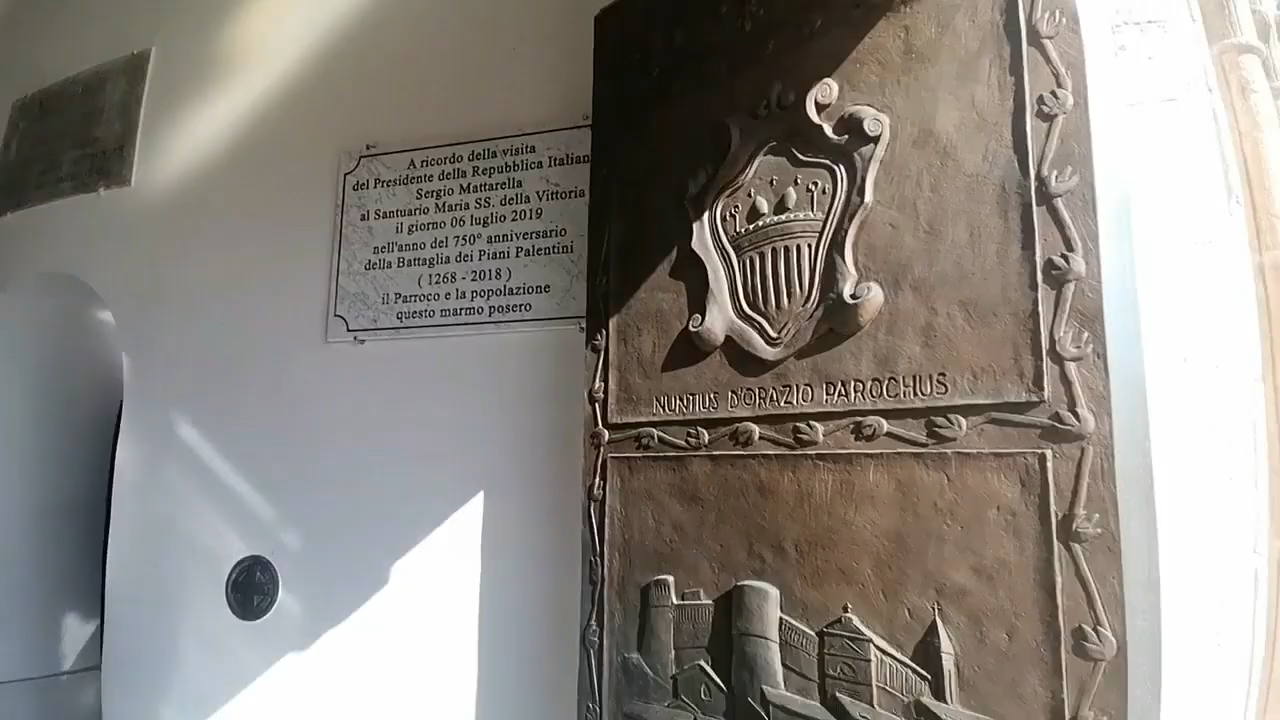 A ricordo della visita
del Presidente della Repubblica Italian
Sergio Mattarella
al Santuario Maria SS. della Vittoria
il giorno 06 luglio 2019
nell'anno del 750° anniversario
della Battaglia dei Piani Palentini
( 1268 - 2018 )
il Parroco e la popolazione
questo marmo posero
NUNTIUS D'ORAZIO PAROCHUS